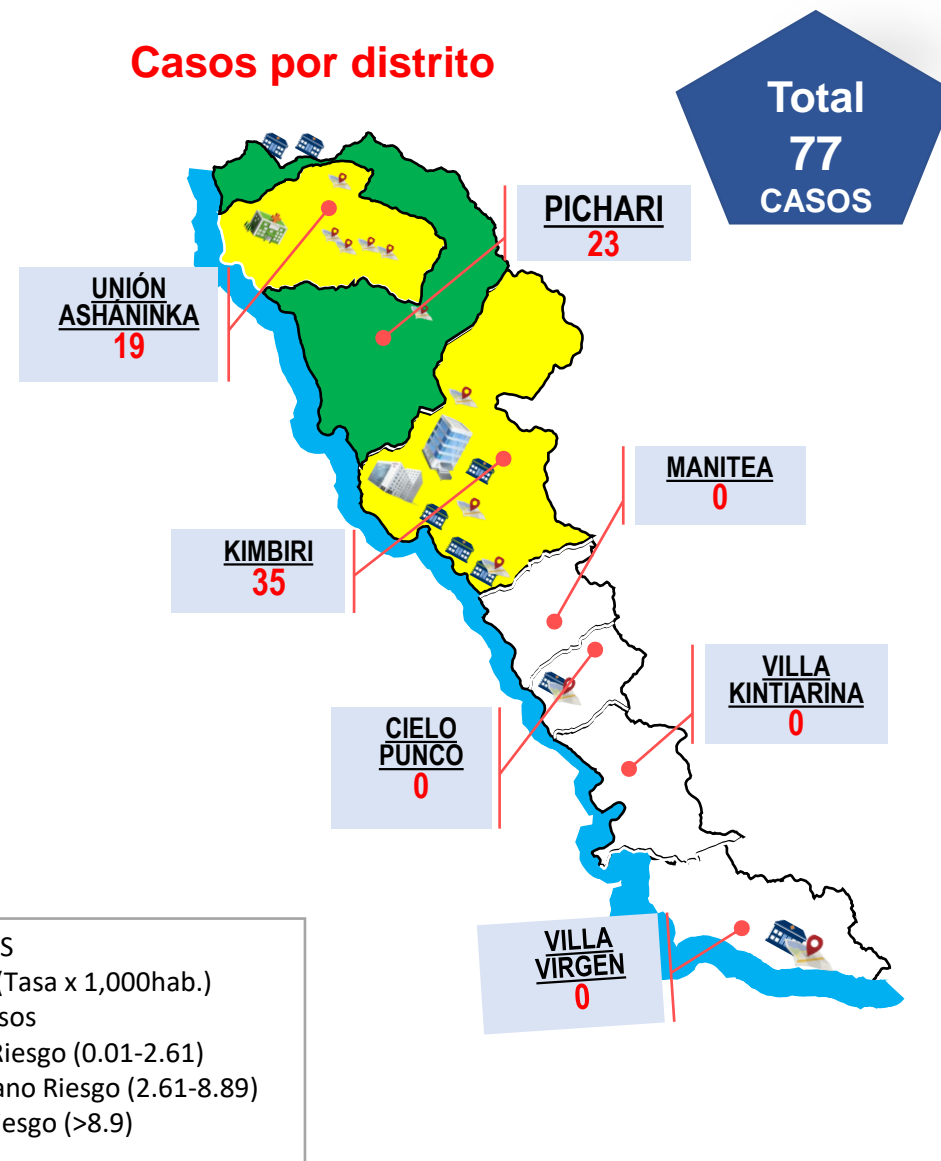 Casos por distrito
Total
77
CASOS
PICHARI
23
UNIÓN
ASHÁNINKA
19
MANITEA
0
KIMBIRI
35
VILLA
KINTIARINA
0
CIELO
PUNCO
0
VILLA
VIRGEN
0
S
(Tasa x 1,000hab.)
sos
Riesgo (0.01-2.61)
ano Riesgo (2.61-8.89)
esgo (>8.9)